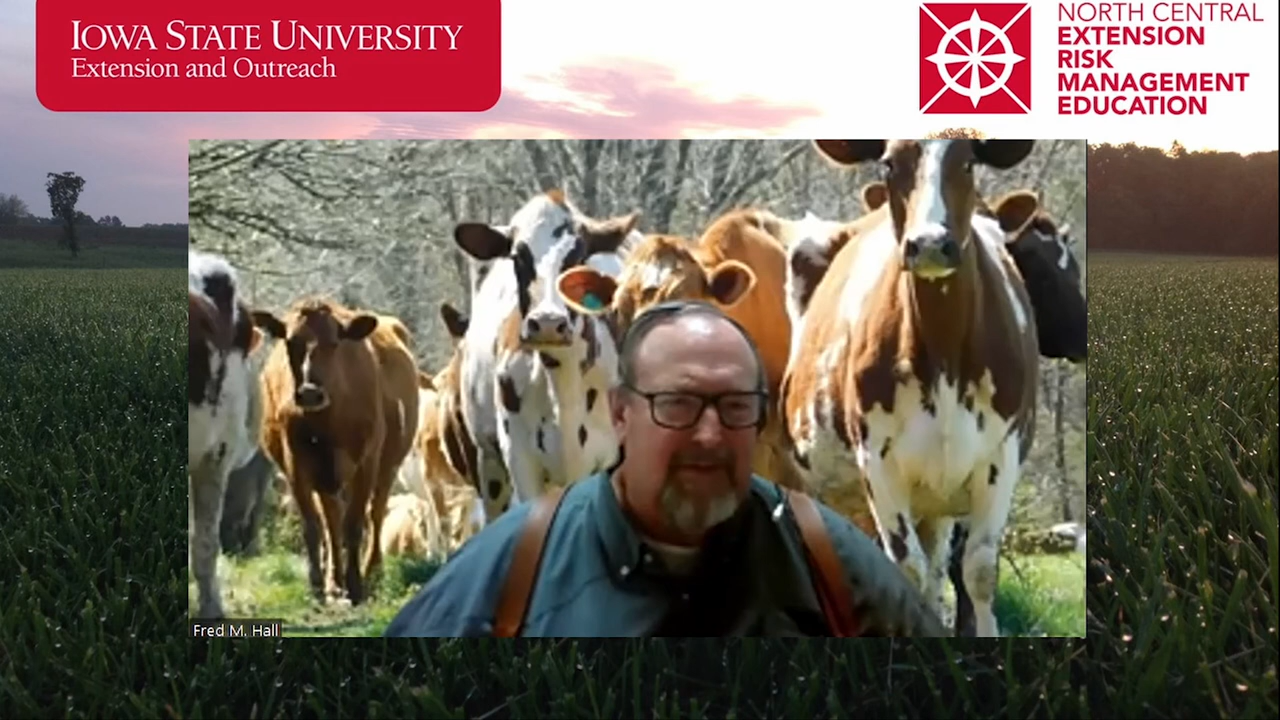 IOWA STATE UNIVERSITY
Extension and Outreach
NORTH CENTRAL
EXTENSION
RISK
MANAGEMENT
EDUCATION
Fred M. Hall